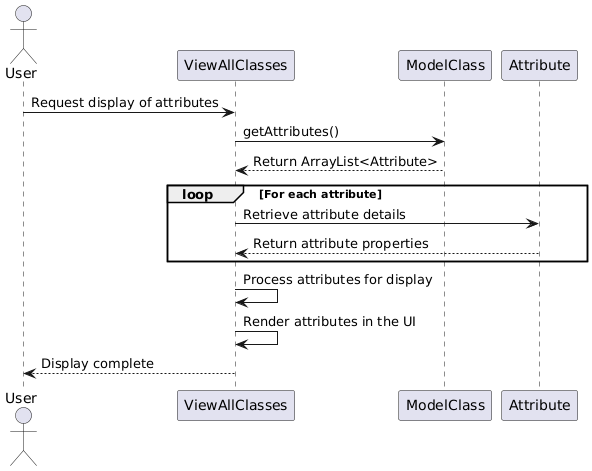 User
ViewAllClasses
ModelClass
Attribute
Request display of attributes
getAttributes()
Return ArrayList<Attribute>
loop
[For each attribute]
Retrieve attribute details
Return attribute properties
Process attributes for display
Render attributes in the UI
Display complete
User
ViewAllClasses
ModelClass
Attribute